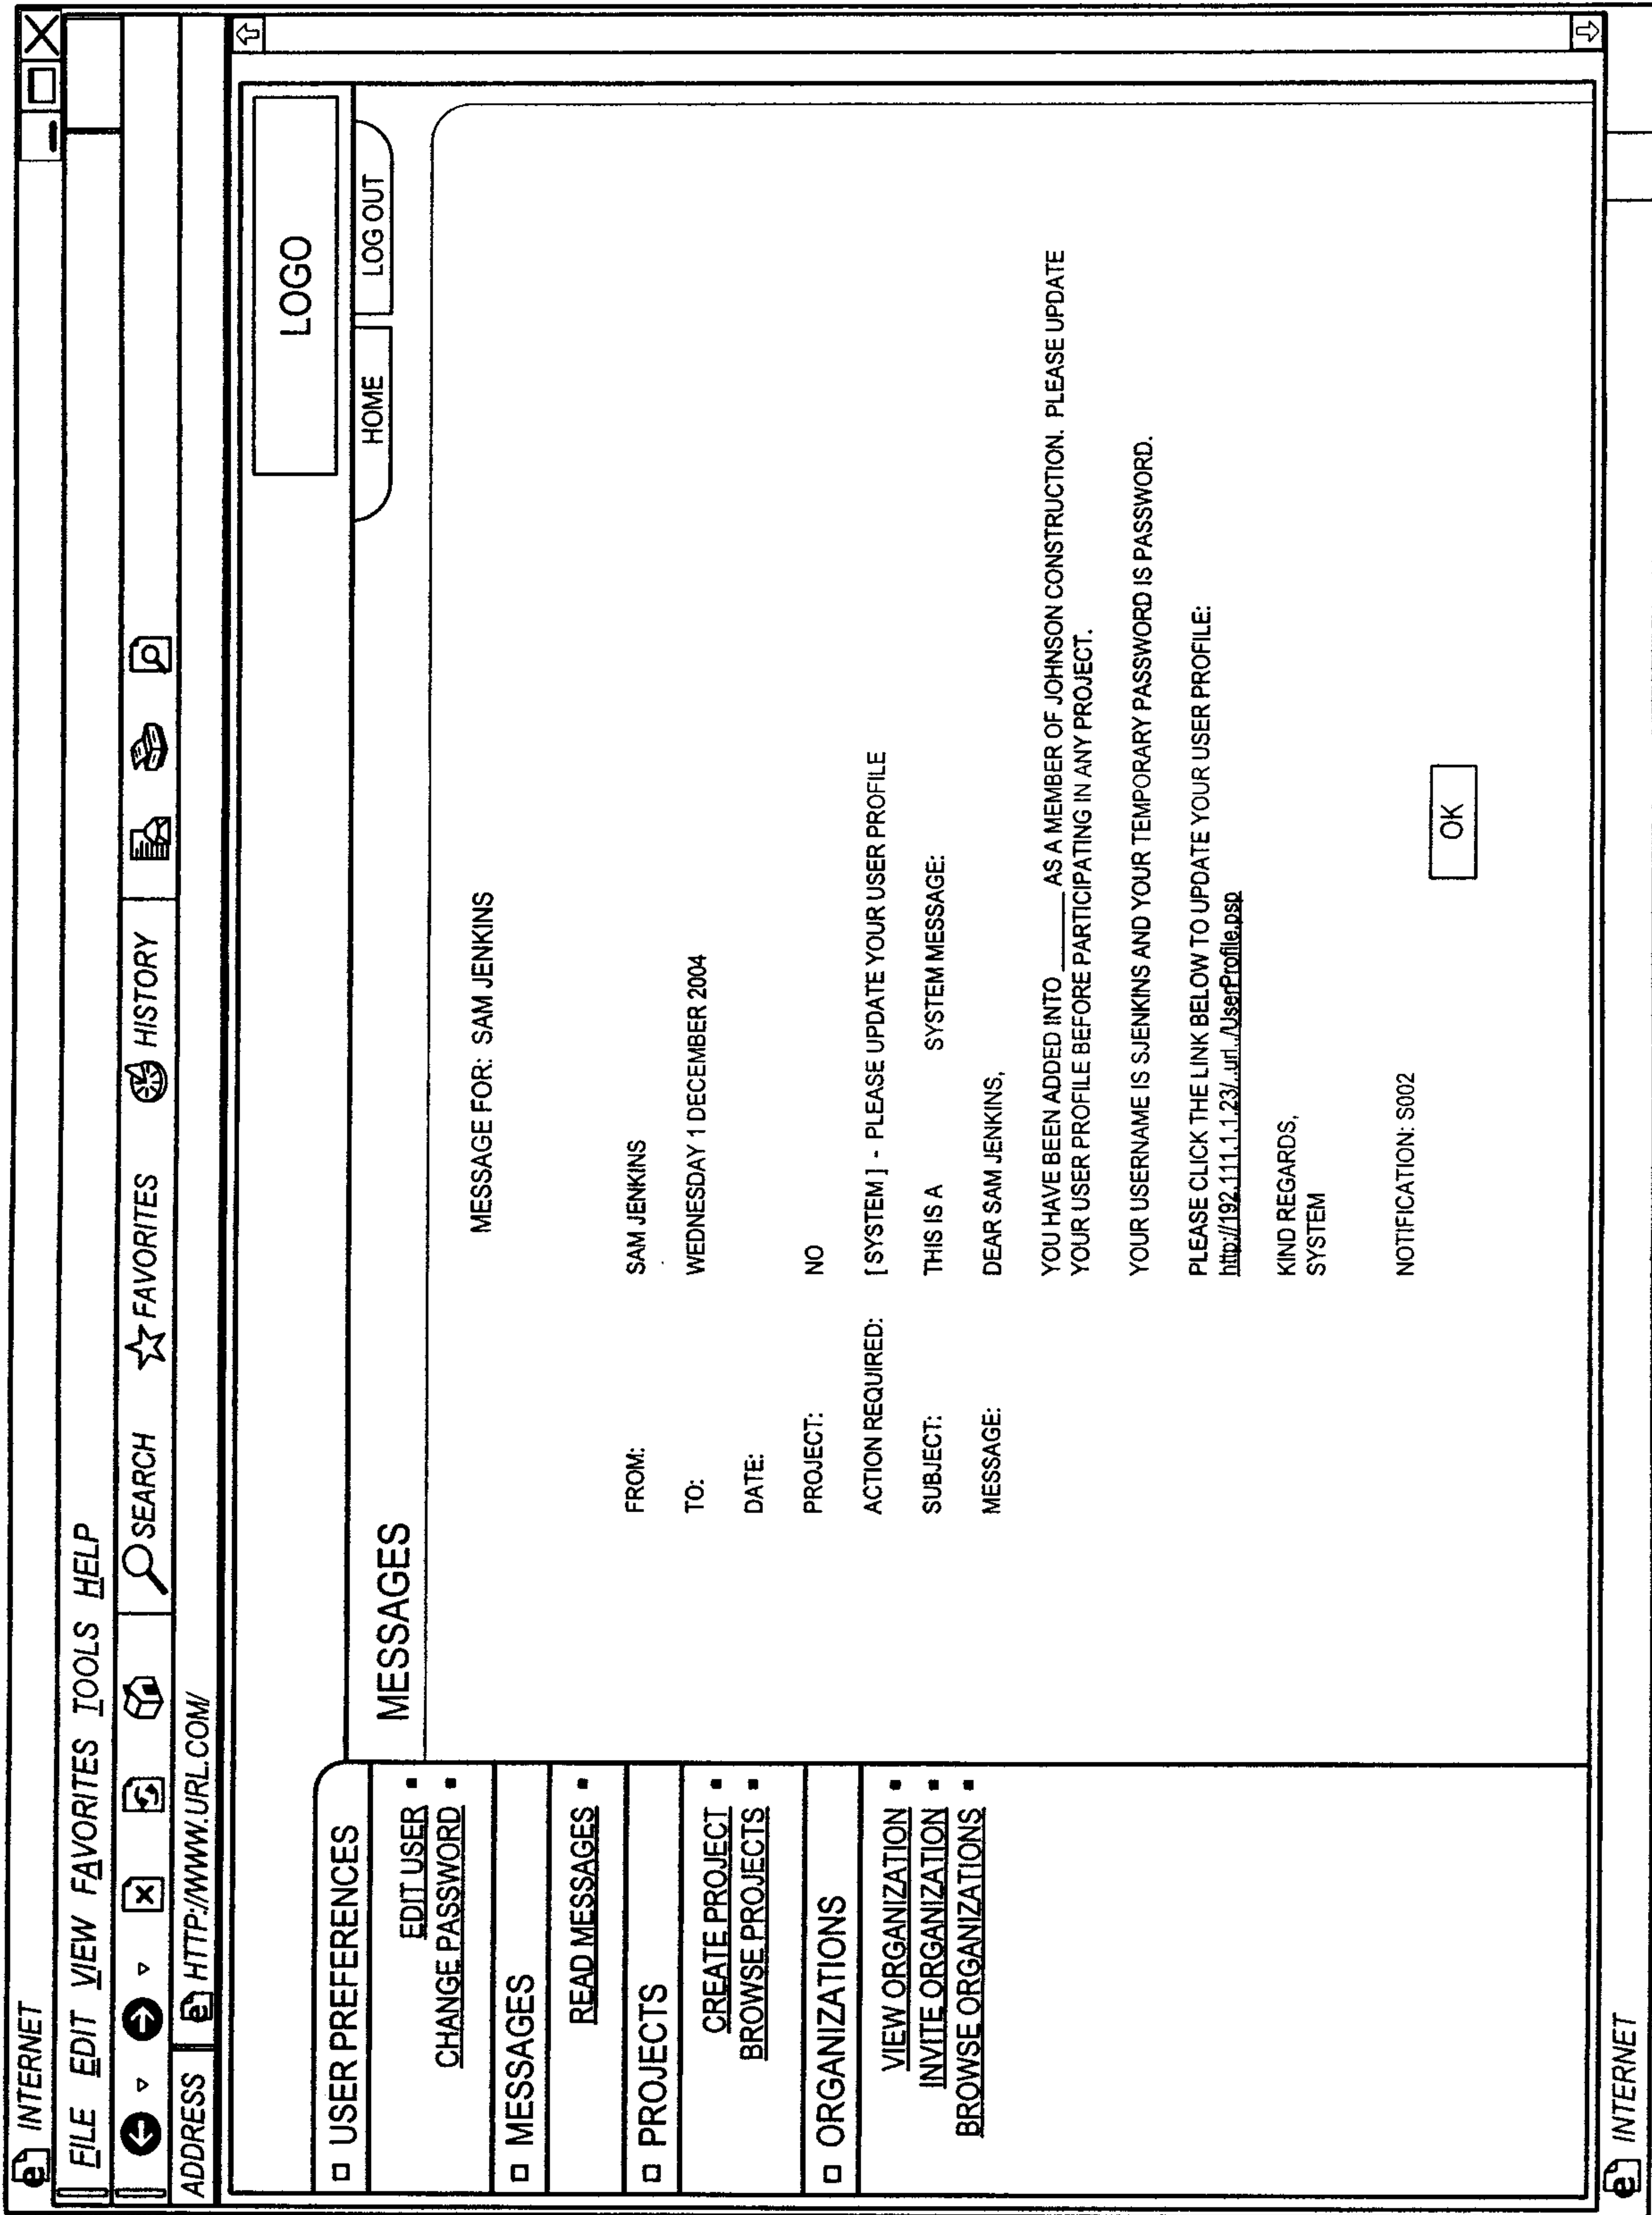 INTERNET
FILE EDIT VIEW FAVORITES TOOLS HELP
SEARCH FAVORITES HISTORY
ADDRESS HTTP://WWW.URL.COM/
LOGO
HOME LOG OUT
USER PREFERENCES
EDIT USER
CHANGE PASSWORD
MESSAGES
READ MESSAGES
PROJECTS
CREATE PROJECT
BROWSE PROJECTS
ORGANIZATIONS
VIEW ORGANIZATION
INVITE ORGANIZATION
BROWSE ORGANIZATIONS
MESSAGES
MESSAGE FOR: SAM JENKINS
FROM: SAM JENKINS
TO: WEDNESDAY 1 DECEMBER 2004
DATE:
PROJECT: NO
ACTION REQUIRED: [SYSTEM] - PLEASE UPDATE YOUR USER PROFILE
SUBJECT: THIS IS A SYSTEM MESSAGE:
MESSAGE: DEAR SAM JENKINS,
YOU HAVE BEEN ADDED INTO ______ AS A MEMBER OF JOHNSON CONSTRUCTION. PLEASE UPDATE
YOUR USER PROFILE BEFORE PARTICIPATING IN ANY PROJECT.
YOUR USERNAME IS SJENKINS AND YOUR TEMPORARY PASSWORD IS PASSWORD.
PLEASE CLICK THE LINK BELOW TO UPDATE YOUR USER PROFILE:
http://192.111.1.1.23/..url../UserProfile.psp
KIND REGARDS,
SYSTEM
NOTIFICATION: S002
OK
INTERNET